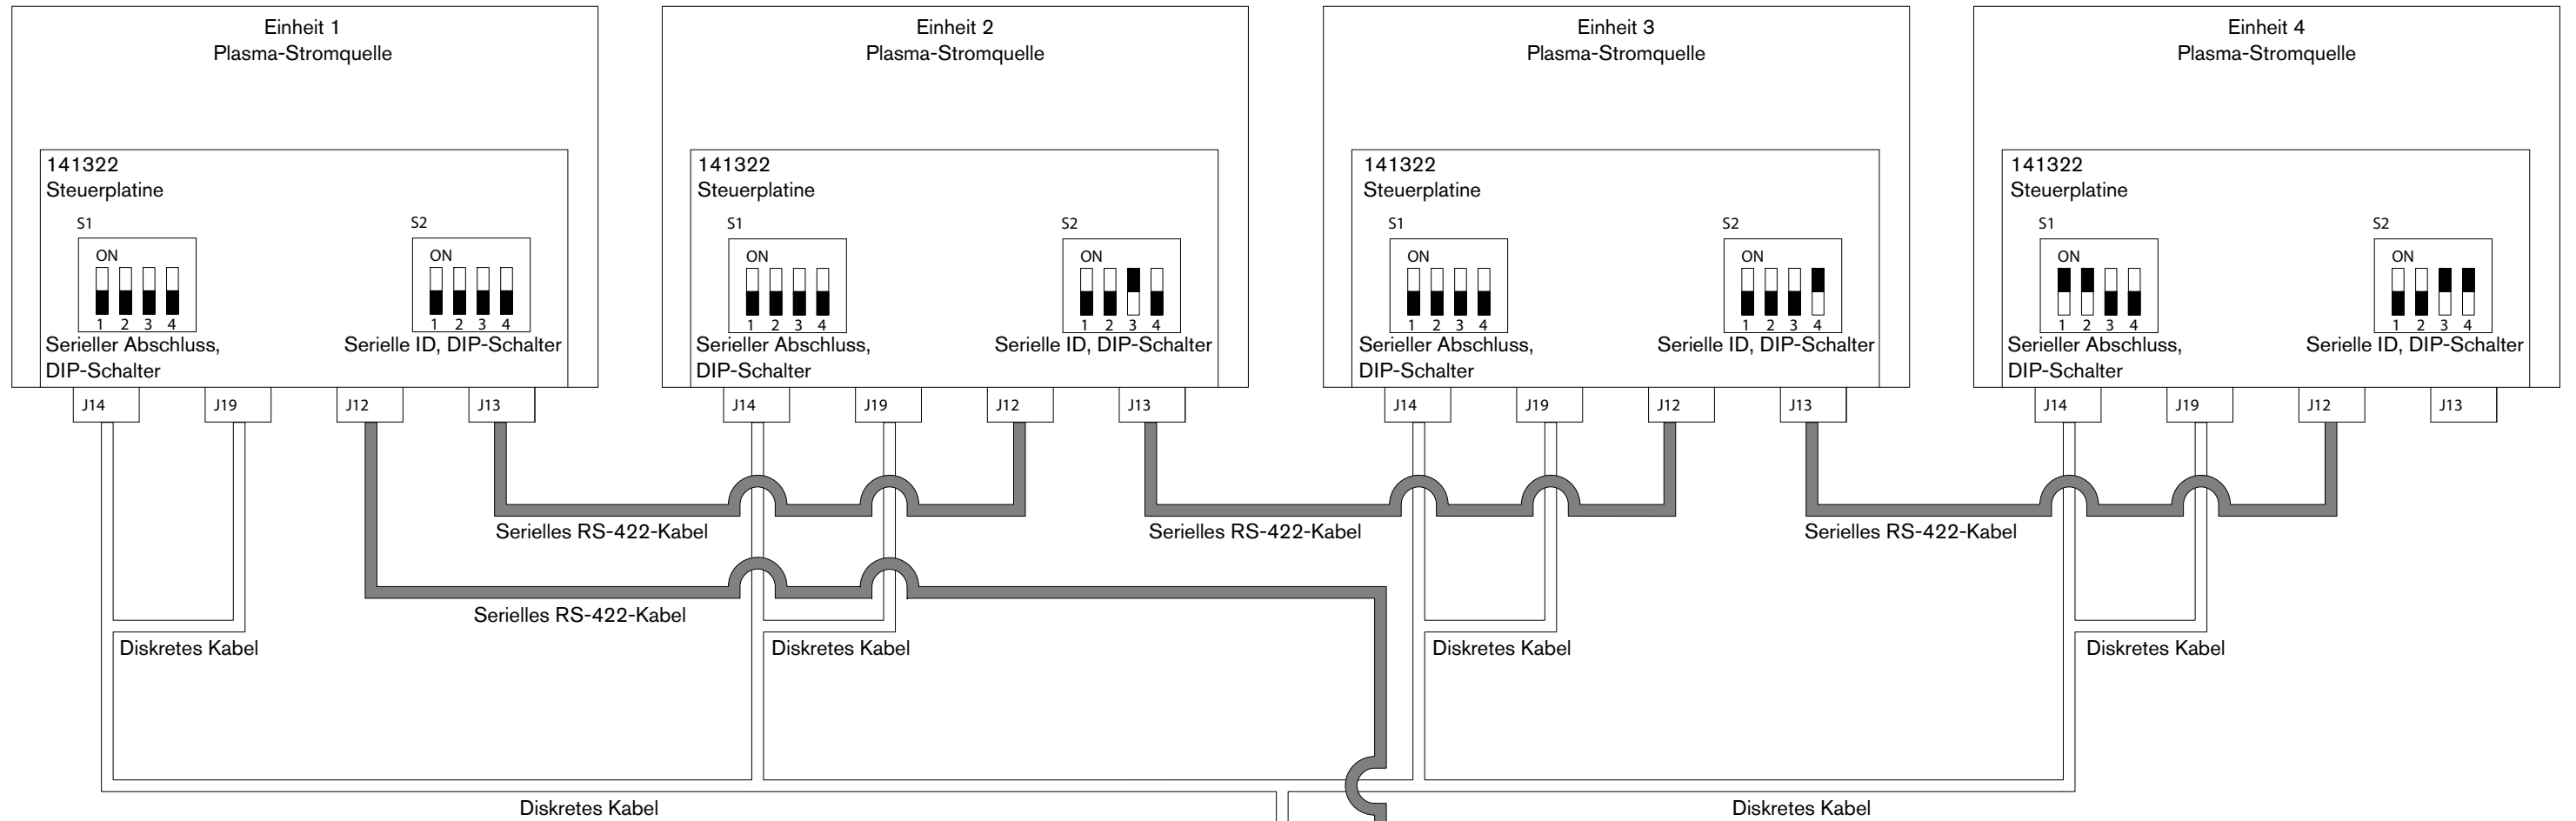 Einheit 1
Plasma-Stromquelle
141322
Steuerplatine
S1
S2
ON
ON
1 2 3 4
1 2 3 4
Serieller Abschluss,
DIP-Schalter
Serielle ID, DIP-Schalter
J14
J19
J12
J13
Einheit 2
Plasma-Stromquelle
141322
Steuerplatine
S1
S2
ON
ON
1 2 3 4
1 2 3 4
Serieller Abschluss,
DIP-Schalter
Serielle ID, DIP-Schalter
J14
J19
J12
J13
Einheit 3
Plasma-Stromquelle
141322
Steuerplatine
S1
S2
ON
ON
1 2 3 4
1 2 3 4
Serieller Abschluss,
DIP-Schalter
Serielle ID, DIP-Schalter
J14
J19
J12
J13
Einheit 4
Plasma-Stromquelle
141322
Steuerplatine
S1
S2
ON
ON
1 2 3 4
1 2 3 4
Serieller Abschluss,
DIP-Schalter
Serielle ID, DIP-Schalter
J14
J19
J12
J13
Serielles RS-422-Kabel
Serielles RS-422-Kabel
Serielles RS-422-Kabel
Serielles RS-422-Kabel
Diskretes Kabel
Diskretes Kabel
Diskretes Kabel
Diskretes Kabel
Diskretes Kabel
Diskretes Kabel